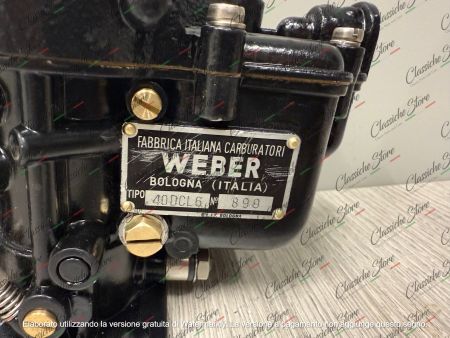 FABBRICA ITALIANA CARBURATORI
WEBER
BOLOGNA (ITALIA)
TIPO 40DCL6 N° 890
BOLOGNA
Classiche Store
Elaborato utilizzando la versione gratuita di Watermarkly. La versione a pagamento non aggiunge questo segno.